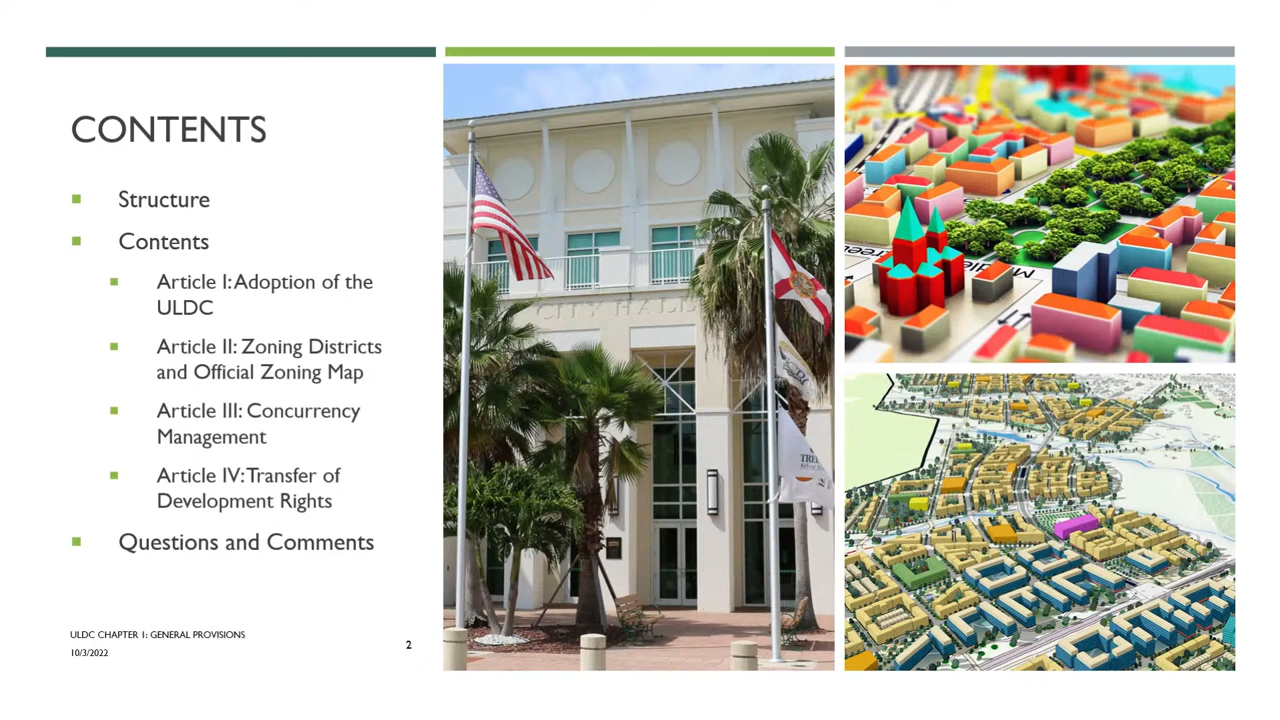 CONTENTS
Structure
Contents
Article I: Adoption of the
ULDC
Article II: Zoning Districts
and Official Zoning Map
Article III: Concurrency
Management
Article IV: Transfer of
Development Rights
Questions and Comments
ULDC CHAPTER 1: GENERAL PROVISIONS
10/3/2022
2
CITY HALL
TREE